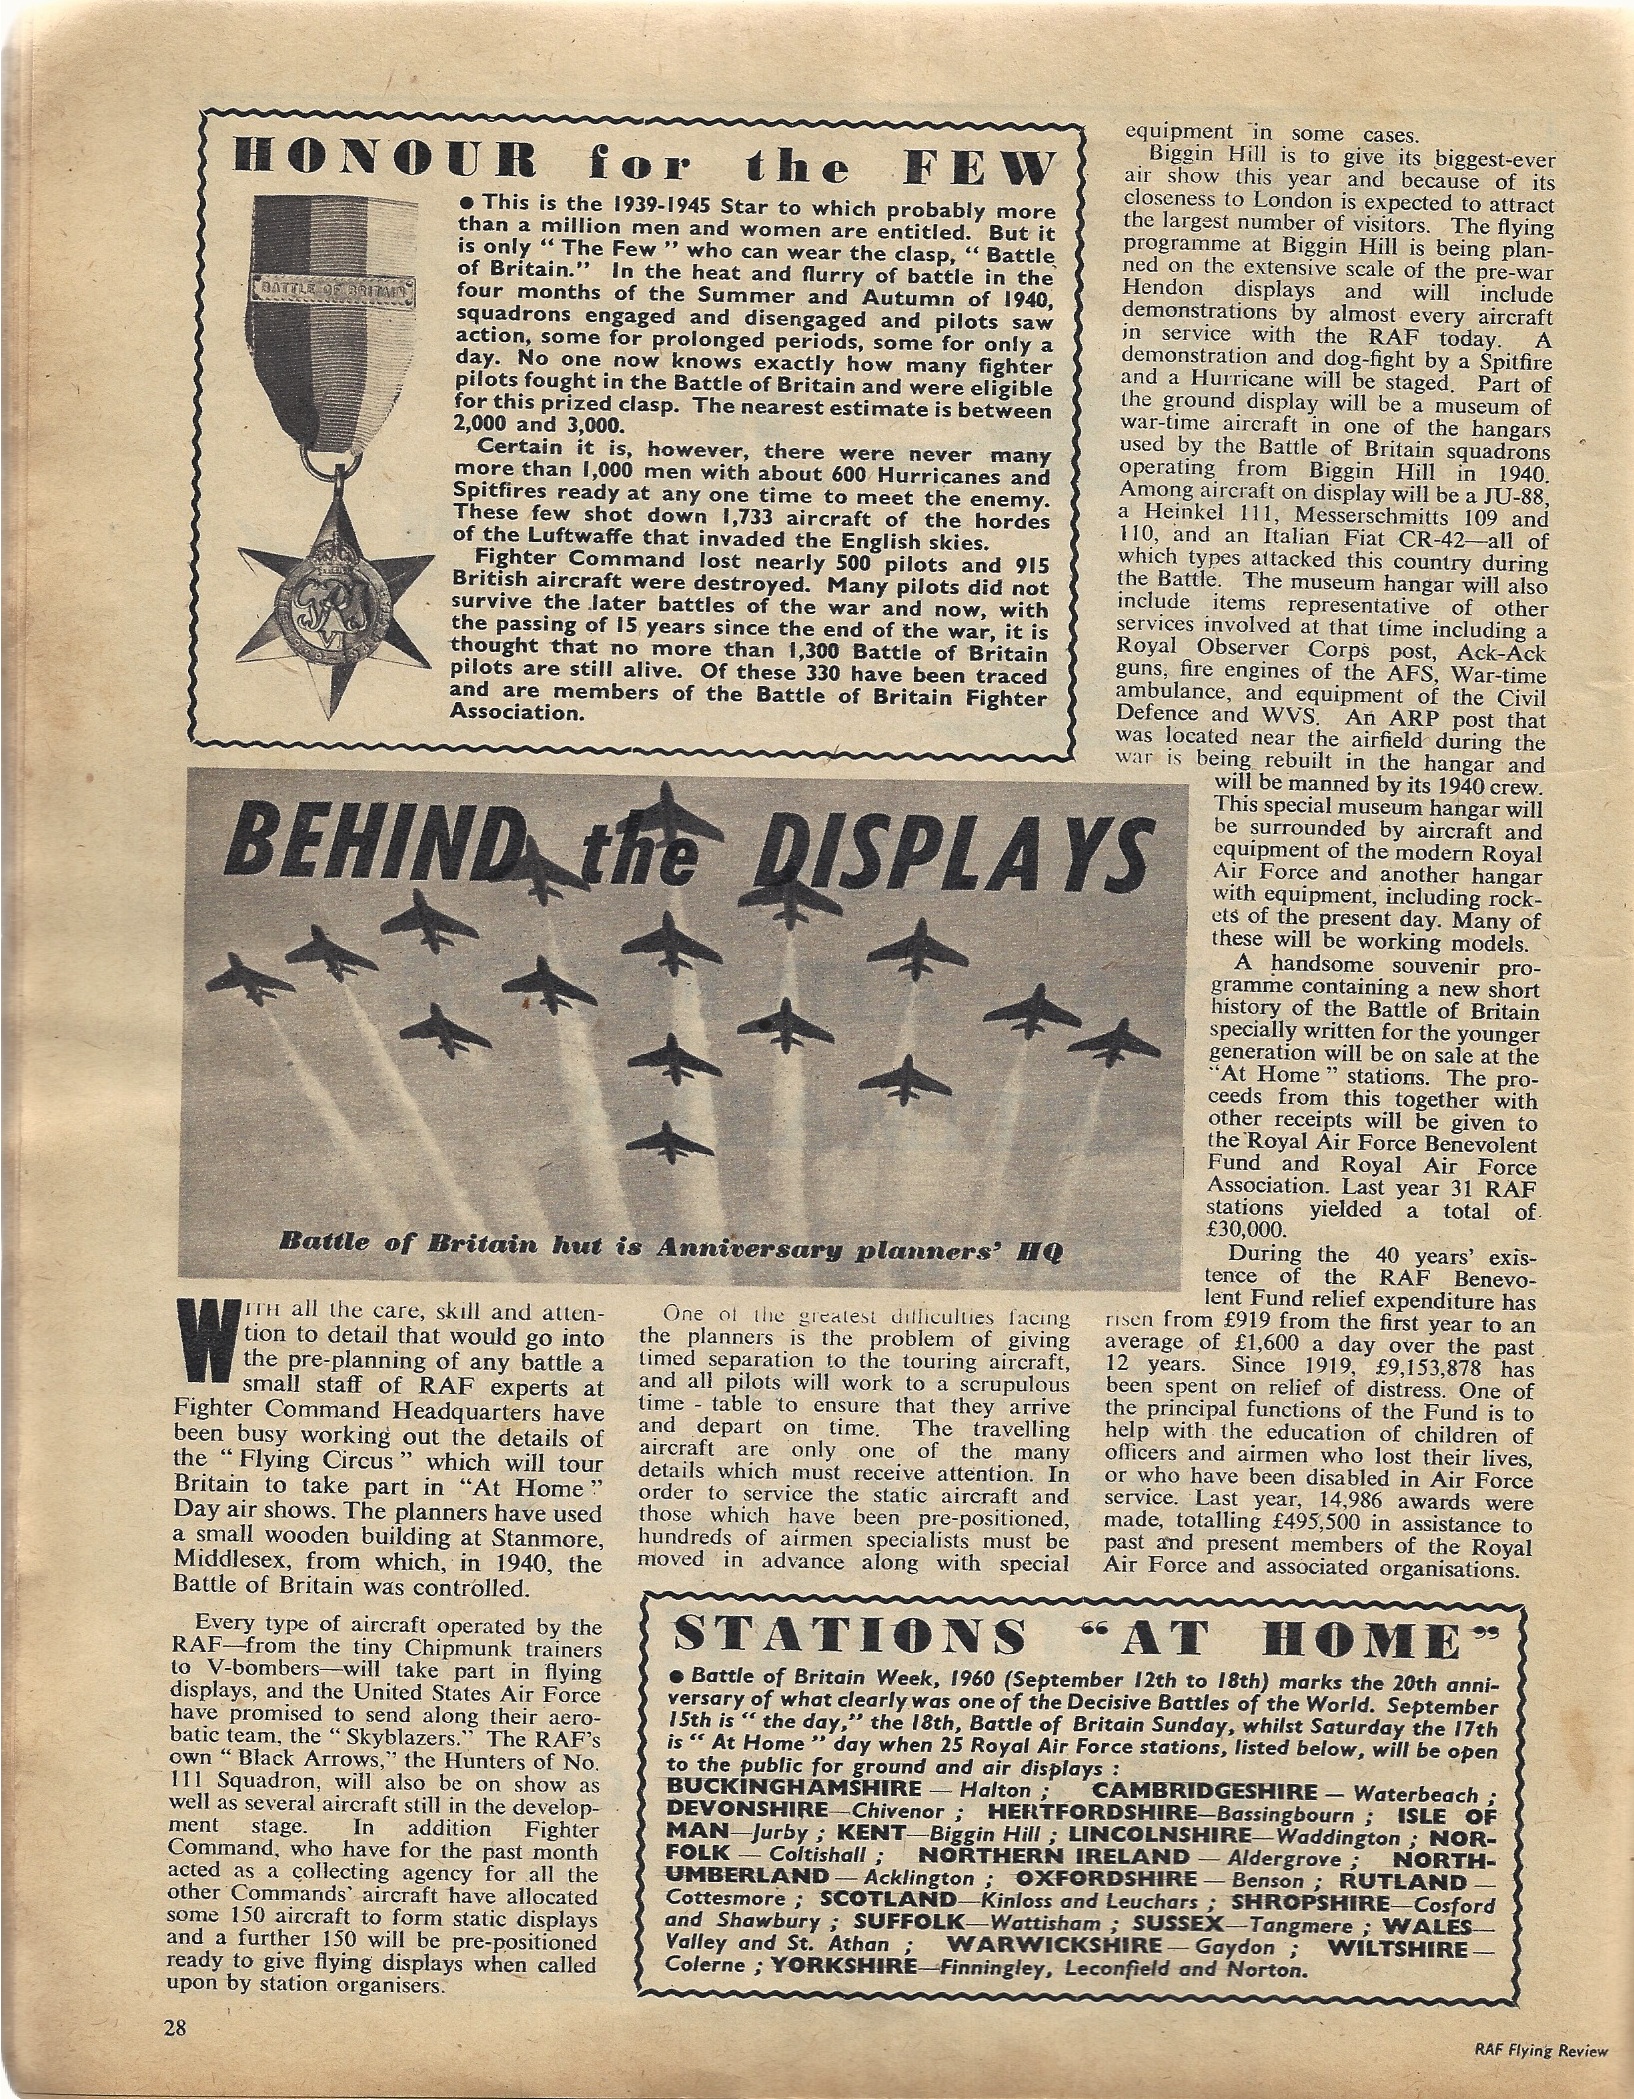 HONOUR for the FEW
BATTLE OF BRITAIN
● This is the 1939-1945 Star to which probably more
than a million men and women are entitled. But it
is only " The Few " who can wear the clasp, " Battle
of Britain." In the heat and flurry of battle in the
four months of the Summer and Autumn of 1940,
squadrons engaged and disengaged and pilots saw
action, some for prolonged periods, some for only a
day. No one now knows exactly how many fighter
pilots fought in the Battle of Britain and were eligible
for this prized clasp. The nearest estimate is between
2,000 and 3,000.
Certain it is, however, there were never many
more than 1,000 men with about 600 Hurricanes and
Spitfires ready at any one time to meet the enemy.
These few shot down 1,733 aircraft of the hordes
of the Luftwaffe that invaded the English skies.
Fighter Command lost nearly 500 pilots and 915
British aircraft were destroyed. Many pilots did not
survive the later battles of the war and now, with
the passing of 15 years since the end of the war, it is
thought that no more than 1,300 Battle of Britain
pilots are still alive. Of these 330 have been traced
and are members of the Battle of Britain Fighter
Association.
BEHIND the DISPLAYS
Battle of Britain hut is Anniversary planners' HQ
WITH all the care, skill and atten-
tion to detail that would go into
the pre-planning of any battle a
small staff of RAF experts at
Fighter Command Headquarters have
been busy working out the details of
the " Flying Circus " which will tour
Britain to take part in "At Home "
Day air shows. The planners have used
a small wooden building at Stanmore,
Middlesex, from which, in 1940, the
Battle of Britain was controlled.
Every type of aircraft operated by the
RAF—from the tiny Chipmunk trainers
to V-bombers—will take part in flying
displays, and the United States Air Force
have promised to send along their aero-
batic team, the " Skyblazers." The RAF's
own " Black Arrows," the Hunters of No.
111 Squadron, will also be on show as
well as several aircraft still in the develop-
ment stage. In addition Fighter
Command, who have for the past month
acted as a collecting agency for all the
other Commands' aircraft have allocated
some 150 aircraft to form static displays
and a further 150 will be pre-positioned
ready to give flying displays when called
upon by station organisers.
One of the greatest difficulties facing
the planners is the problem of giving
timed separation to the touring aircraft,
and all pilots will work to a scrupulous
time - table to ensure that they arrive
and depart on time. The travelling
aircraft are only one of the many
details which must receive attention. In
order to service the static aircraft and
those which have been pre-positioned,
hundreds of airmen specialists must be
moved in advance along with special
equipment in some cases.
Biggin Hill is to give its biggest-ever
air show this year and because of its
closeness to London is expected to attract
the largest number of visitors. The flying
programme at Biggin Hill is being plan-
ned on the extensive scale of the pre-war
Hendon displays and will include
demonstrations by almost every aircraft
in service with the RAF today. A
demonstration and dog-fight by a Spitfire
and a Hurricane will be staged. Part of
the ground display will be a museum of
war-time aircraft in one of the hangars
used by the Battle of Britain squadrons
operating from Biggin Hill in 1940.
Among aircraft on display will be a JU-88,
a Heinkel 111, Messerschmitts 109 and
110, and an Italian Fiat CR-42—all of
which types attacked this country during
the Battle. The museum hangar will also
include items representative of other
services involved at that time including a
Royal Observer Corps post, Ack-Ack
guns, fire engines of the AFS, War-time
ambulance, and equipment of the Civil
Defence and WVS. An ARP post that
was located near the airfield during the
war is being rebuilt in the hangar and
will be manned by its 1940 crew.
This special museum hangar will
be surrounded by aircraft and
equipment of the modern Royal
Air Force and another hangar
with equipment, including rock-
ets of the present day. Many of
these will be working models.
A handsome souvenir pro-
gramme containing a new short
history of the Battle of Britain
specially written for the younger
generation will be on sale at the
"At Home " stations. The pro-
ceeds from this together with
other receipts will be given to
the Royal Air Force Benevolent
Fund and Royal Air Force
Association. Last year 31 RAF
stations yielded a total of
£30,000.
During the 40 years' exis-
tence of the RAF Benevo-
lent Fund relief expenditure has
risen from £919 from the first year to an
average of £1,600 a day over the past
12 years. Since 1919, £9,153,878 has
been spent on relief of distress. One of
the principal functions of the Fund is to
help with the education of children of
officers and airmen who lost their lives,
or who have been disabled in Air Force
service. Last year, 14,986 awards were
made, totalling £495,500 in assistance to
past and present members of the Royal
Air Force and associated organisations.
STATIONS "AT HOME"
● Battle of Britain Week, 1960 (September 12th to 18th) marks the 20th anni-
versary of what clearly was one of the Decisive Battles of the World. September
15th is " the day," the 18th, Battle of Britain Sunday, whilst Saturday the 17th
is " At Home " day when 25 Royal Air Force stations, listed below, will be open
to the public for ground and air displays :
BUCKINGHAMSHIRE — Halton ; CAMBRIDGESHIRE — Waterbeach ;
DEVONSHIRE—Chivenor ; HERTFORDSHIRE—Bassingbourn ; ISLE OF
MAN—Jurby ; KENT—Biggin Hill ; LINCOLNSHIRE—Waddington ; NOR-
FOLK — Coltishall ; NORTHERN IRELAND — Aldergrove ; NORTH-
UMBERLAND — Acklington ; OXFORDSHIRE — Benson ; RUTLAND —
Cottesmore ; SCOTLAND—Kinloss and Leuchars ; SHROPSHIRE—Cosford
and Shawbury ; SUFFOLK—Wattisham ; SUSSEX—Tangmere ; WALES—
Valley and St. Athan ; WARWICKSHIRE — Gaydon ; WILTSHIRE —
Colerne ; YORKSHIRE—Finningley, Leconfield and Norton.
28
RAF Flying Review